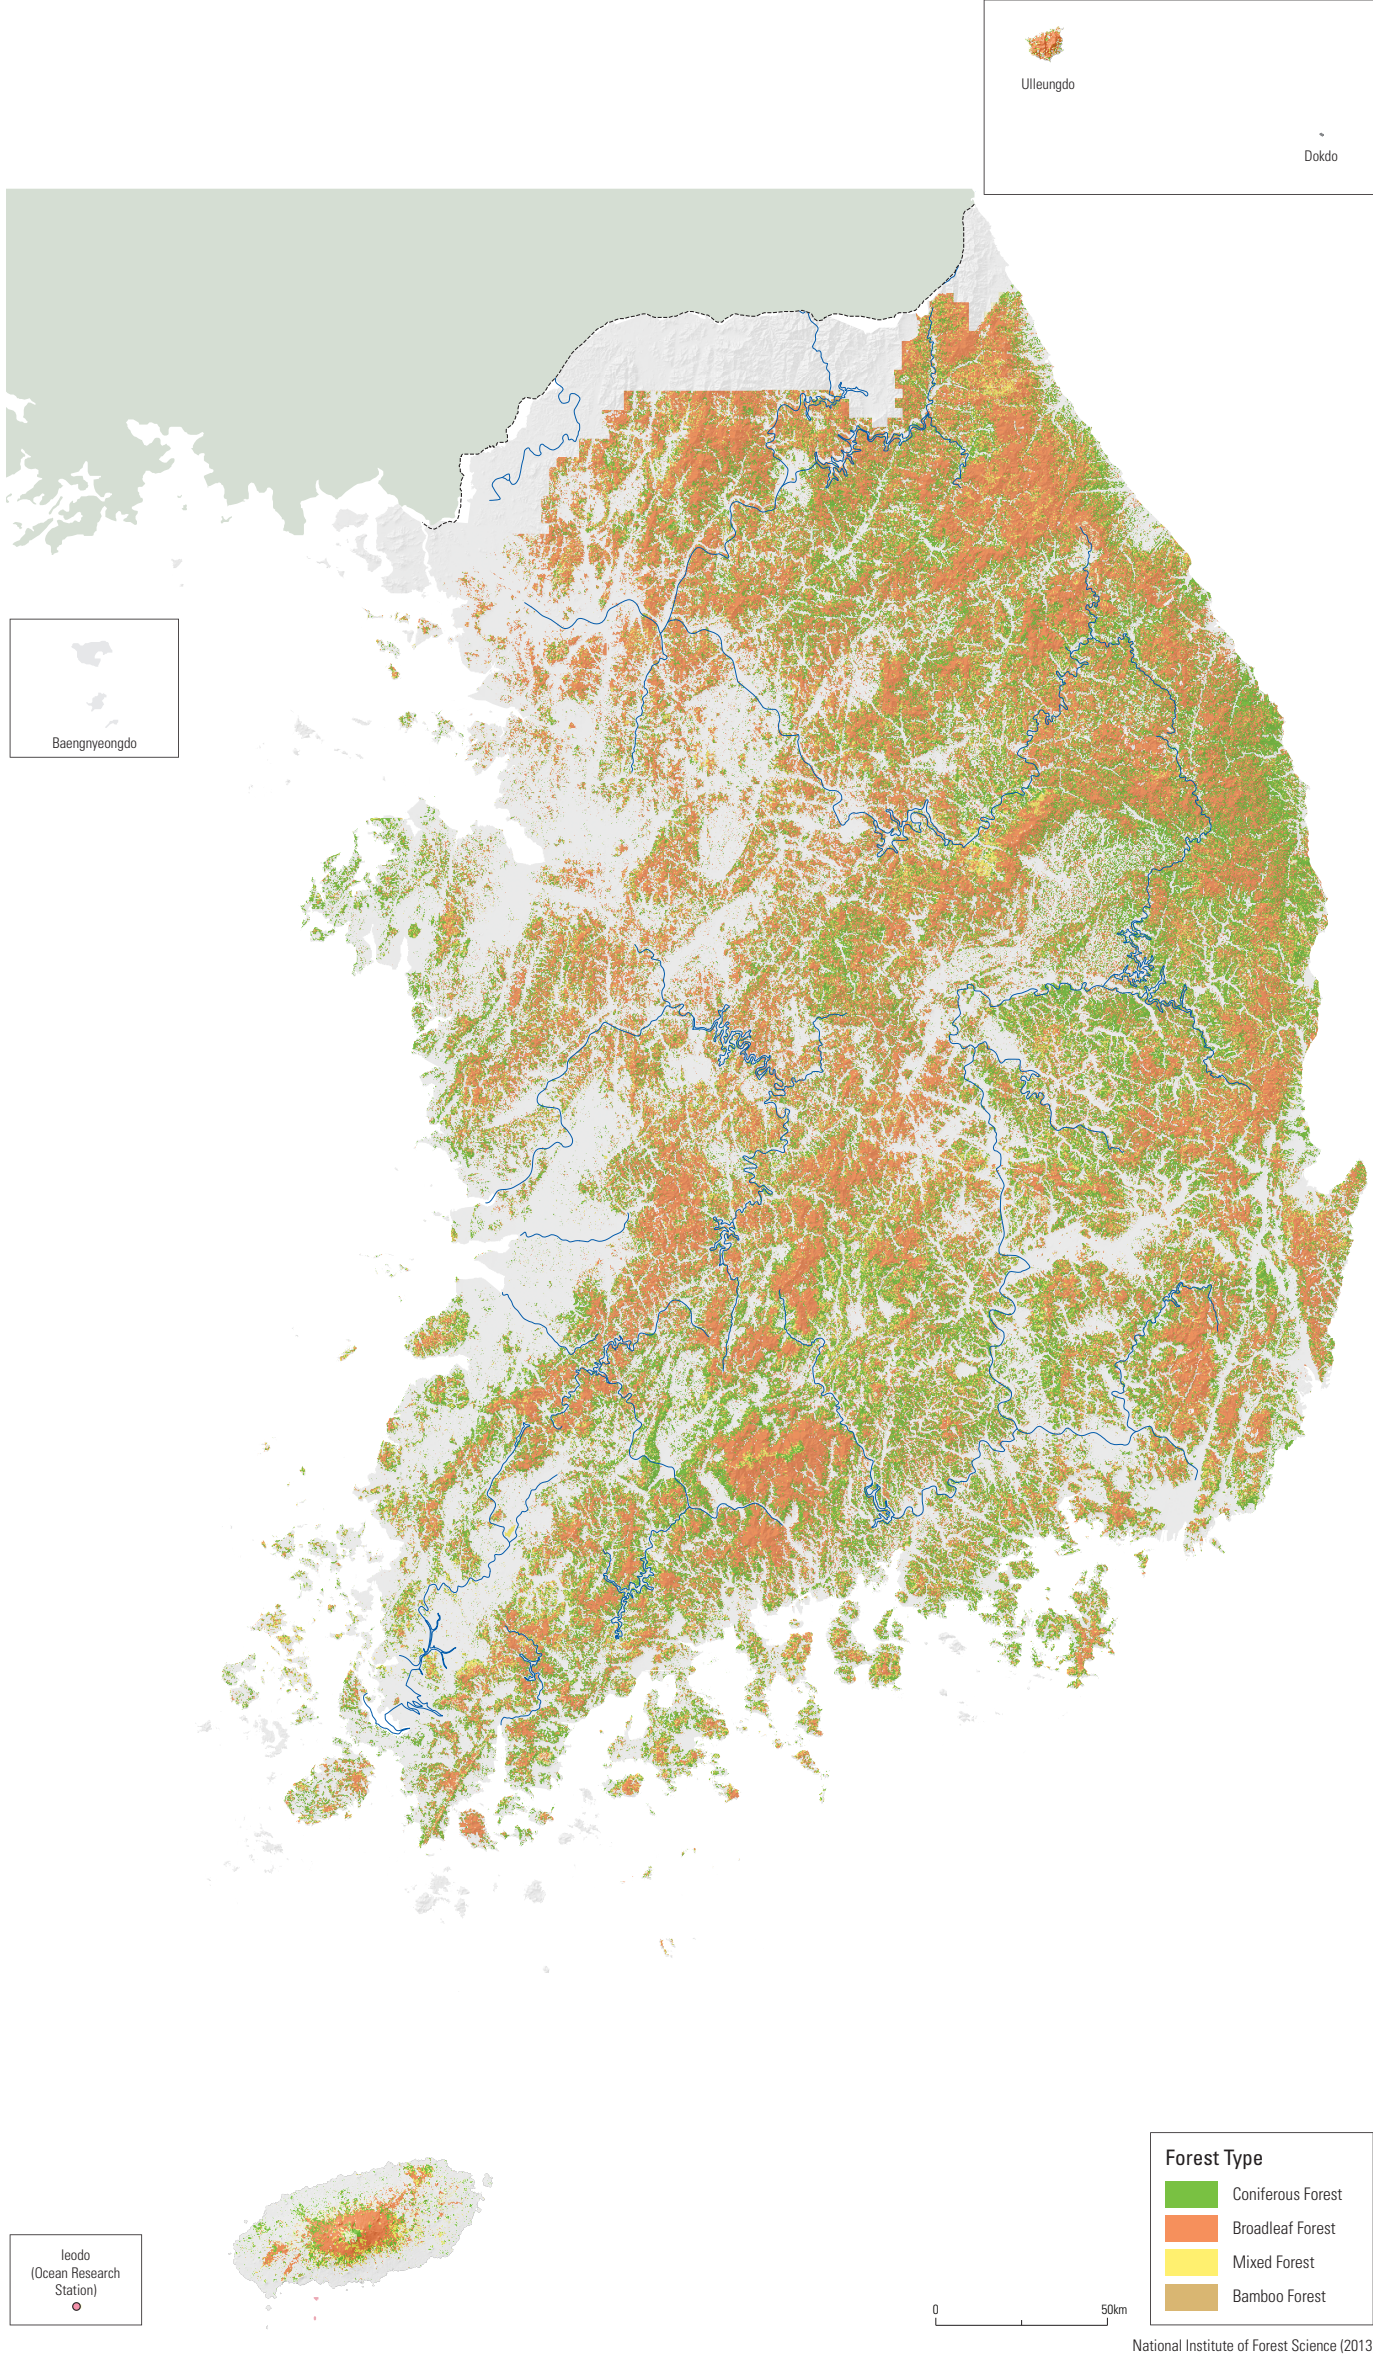 Ulleungdo
Dokdo
Baengnyeongdo
Ieodo
(Ocean Research
Station)
0
50km
Forest Type
Coniferous Forest
Broadleaf Forest
Mixed Forest
Bamboo Forest
National Institute of Forest Science (2013